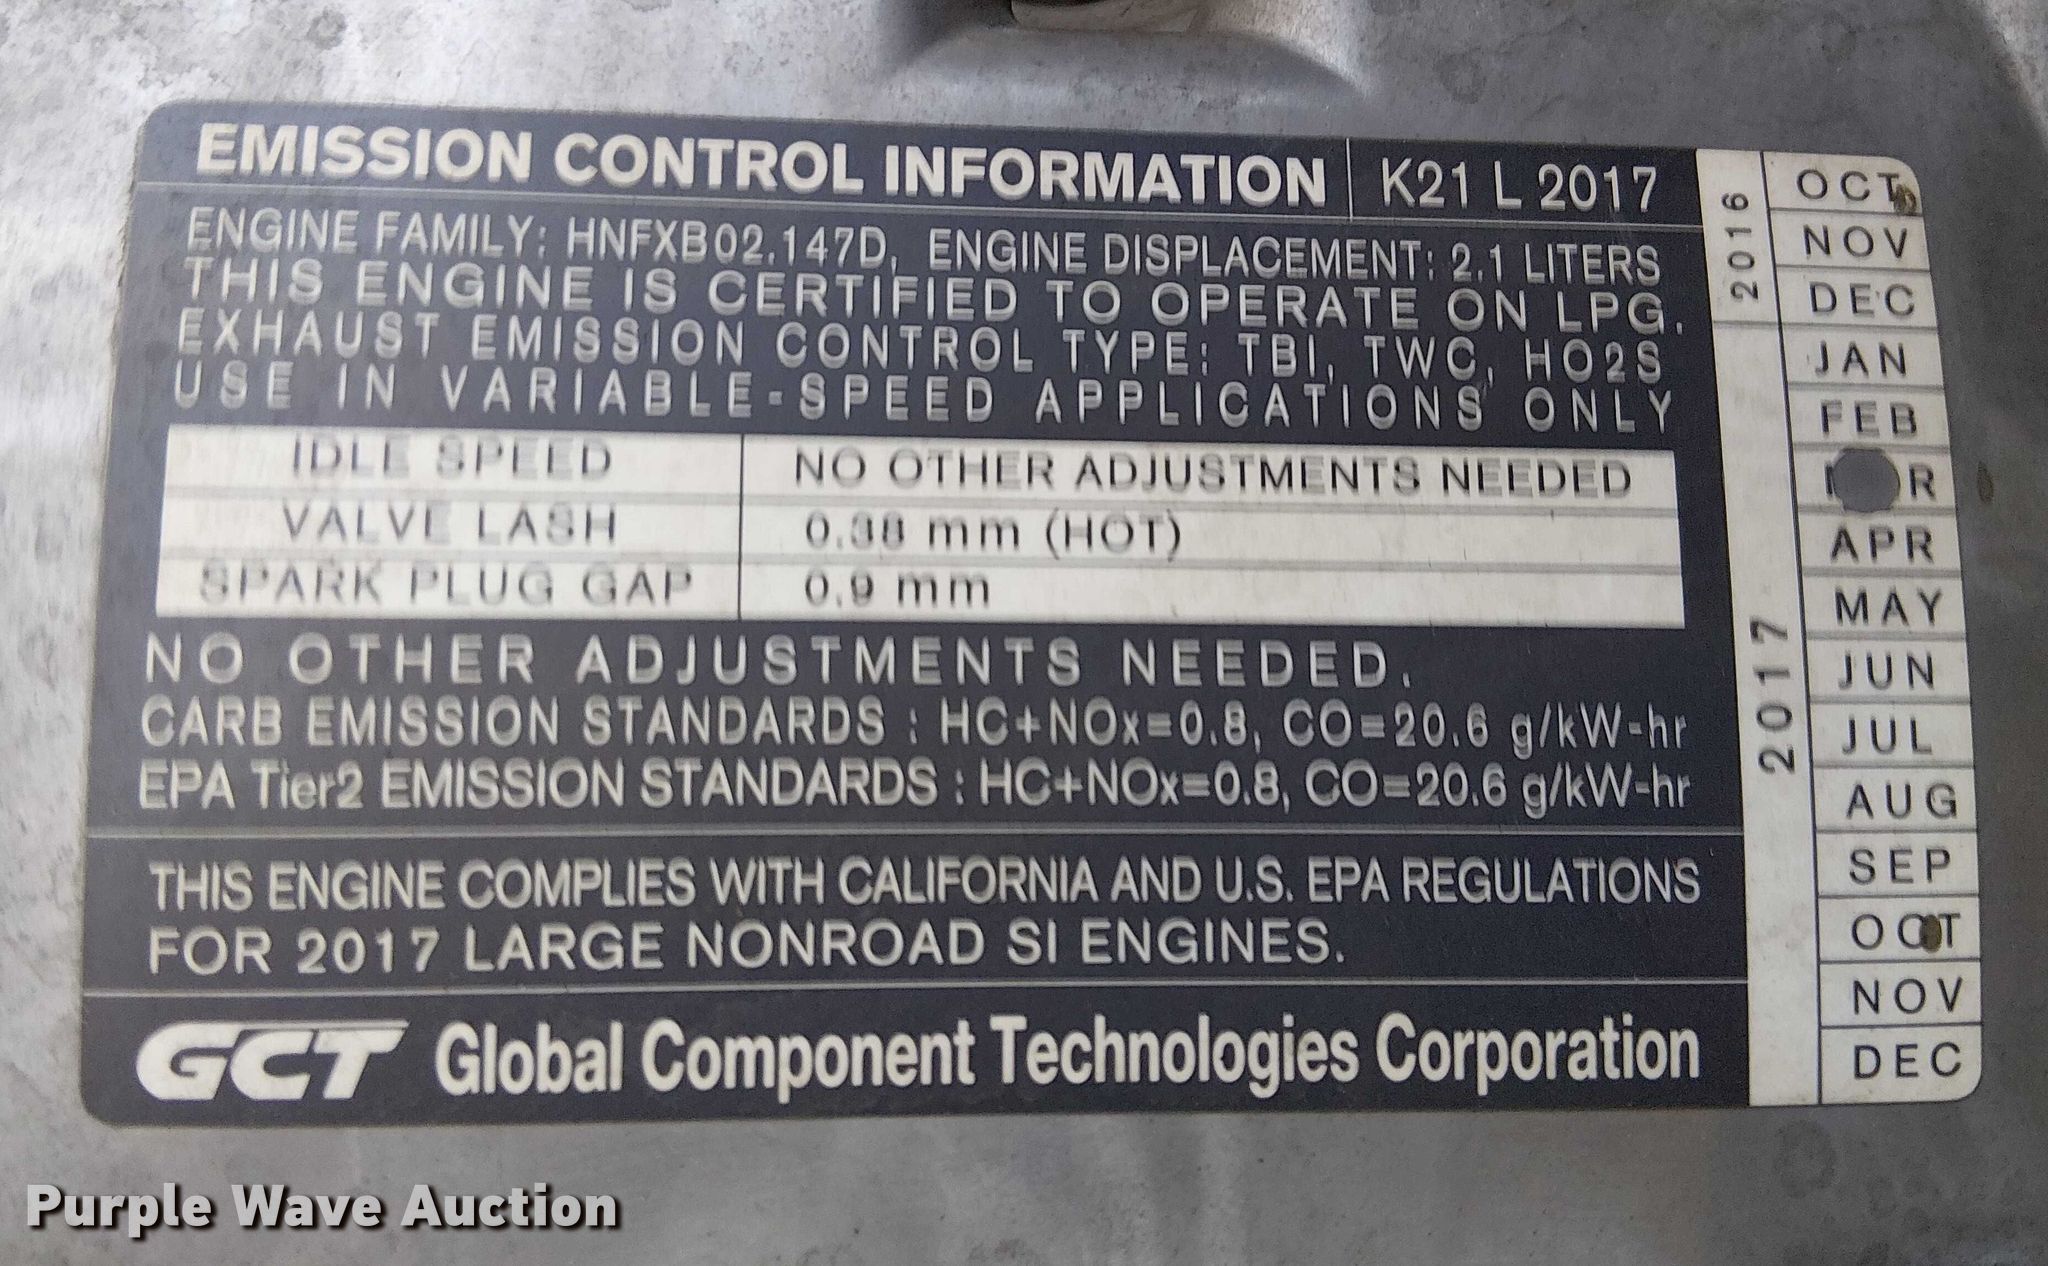 EMISSION CONTROL INFORMATION K21 L 2017
ENGINE FAMILY: HNFXB02.147D, ENGINE DISPLACEMENT: 2.1 LITERS
THIS ENGINE IS CERTIFIED TO OPERATE ON LPG.
EXHAUST EMISSION CONTROL TYPE: TBI, TWC, HO2S
USE IN VARIABLE-SPEED APPLICATIONS ONLY
IDLE SPEED NO OTHER ADJUSTMENTS NEEDED
VALVE LASH 0.38 mm (HOT)
SPARK PLUG GAP 0.9 mm
NO OTHER ADJUSTMENTS NEEDED.
CARB EMISSION STANDARDS : HC+NOx=0.8, CO=20.6 g/kW-hr
EPA Tier2 EMISSION STANDARDS : HC+NOx=0.8, CO=20.6 g/kW-hr
THIS ENGINE COMPLIES WITH CALIFORNIA AND U.S. EPA REGULATIONS
FOR 2017 LARGE NONROAD SI ENGINES.
GCT Global Component Technologies Corporation
2016
OCT
NOV
DEC
2017
JAN
FEB
APR
MAY
JUN
JUL
AUG
SEP
OCT
NOV
DEC
Purple Wave Auction